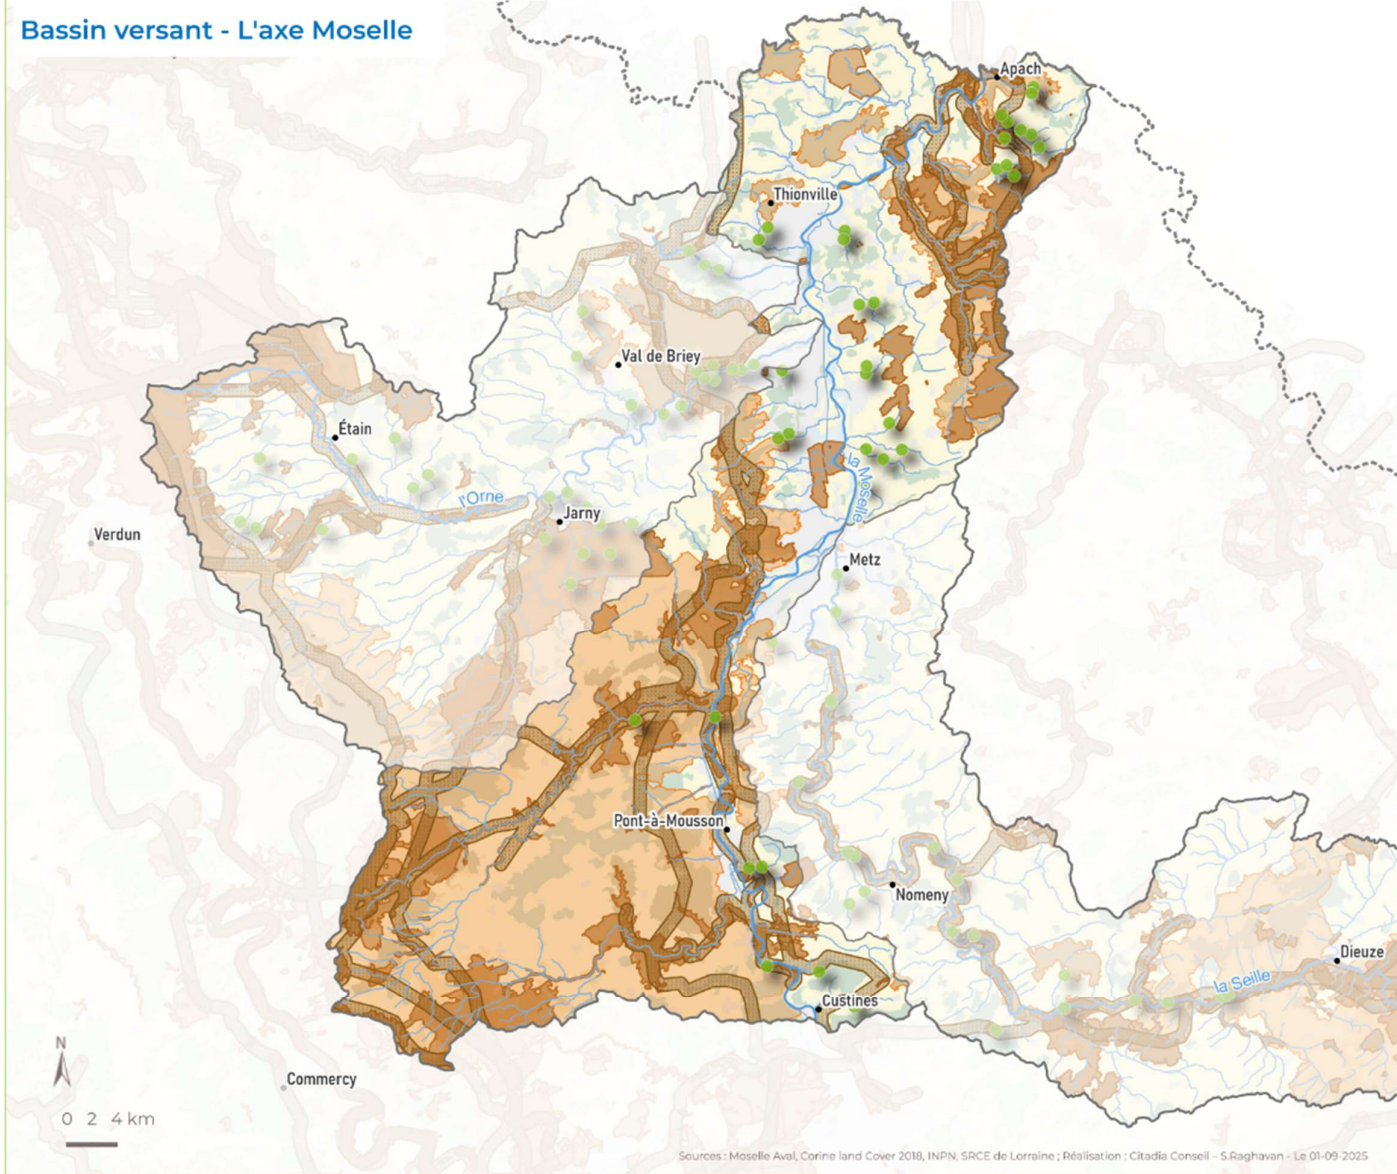 Bassin versant - L'axe Moselle
Apach
Thionville
Val de Briey
Étain
l'Orne
Jarny
la Moselle
Verdun
Metz
Pont-à-Mousson
Nomeny
Dieuze
la Seille
Custines
N
Commercy
0 2 4 km
Sources : Moselle Aval, Corine land Cover 2018, INPN, SRCE de Lorraine ; Réalisation : Citadia Conseil – S.Raghavan - Le 01-09-2025